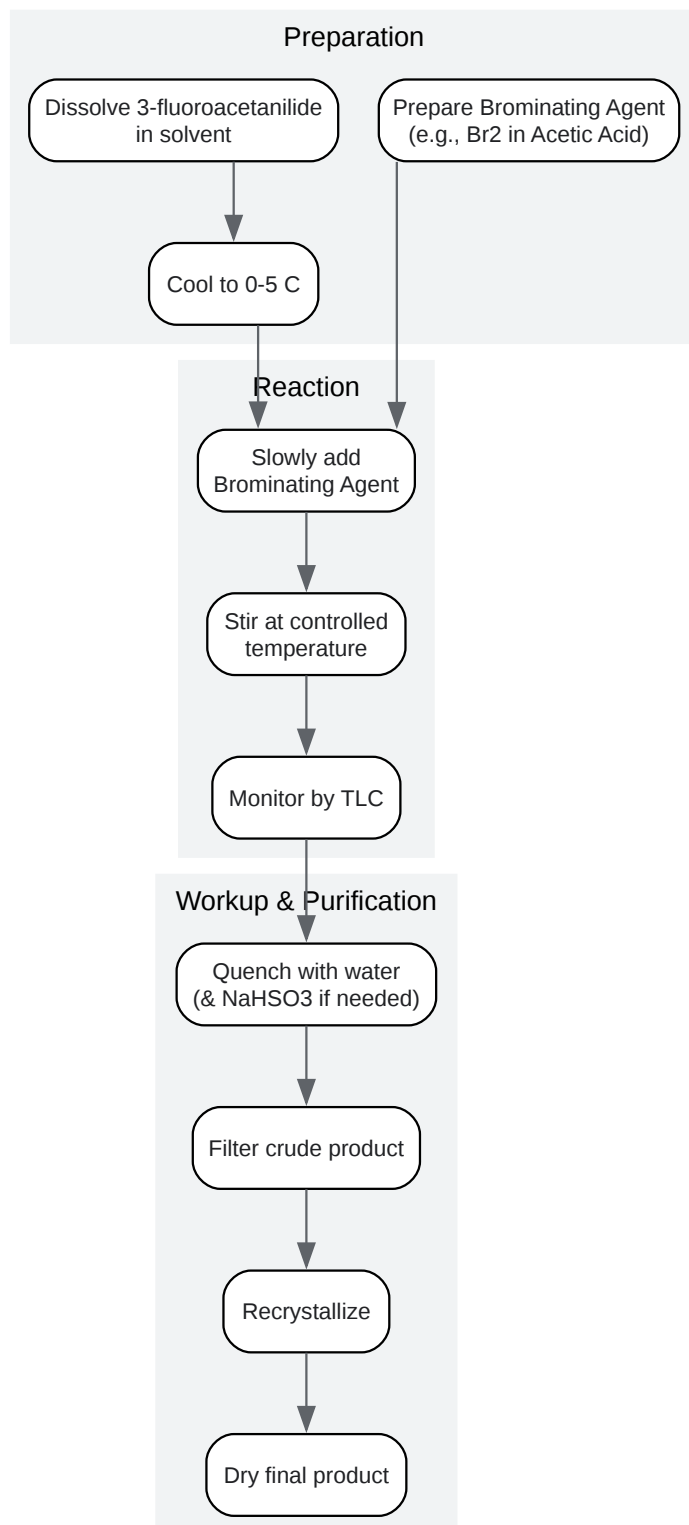 Preparation
Dissolve 3-fluoroacetanilide
in solvent
Prepare Brominating Agent
(e.g., Br2 in Acetic Acid)
Cool to 0-5 C
Reaction
Slowly add
Brominating Agent
Stir at controlled
temperature
Monitor by TLC
Workup & Purification
Quench with water
(& NaHSO3 if needed)
Filter crude product
Recrystallize
Dry final product